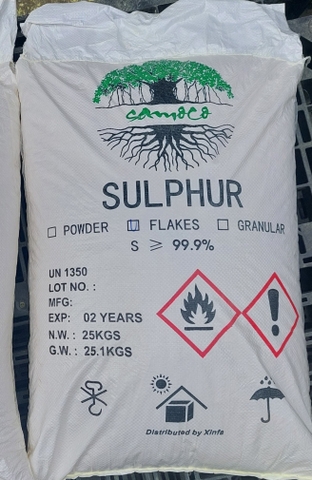 samoco
SULPHUR
POWDER FLAKES GRANULAR
S ≥ 99.9%
UN 1350
LOT NO. :
MFG:
EXP: 02 YEARS
N.W. : 25KGS
G.W. : 25.1KGS
Distributed by Xinfa